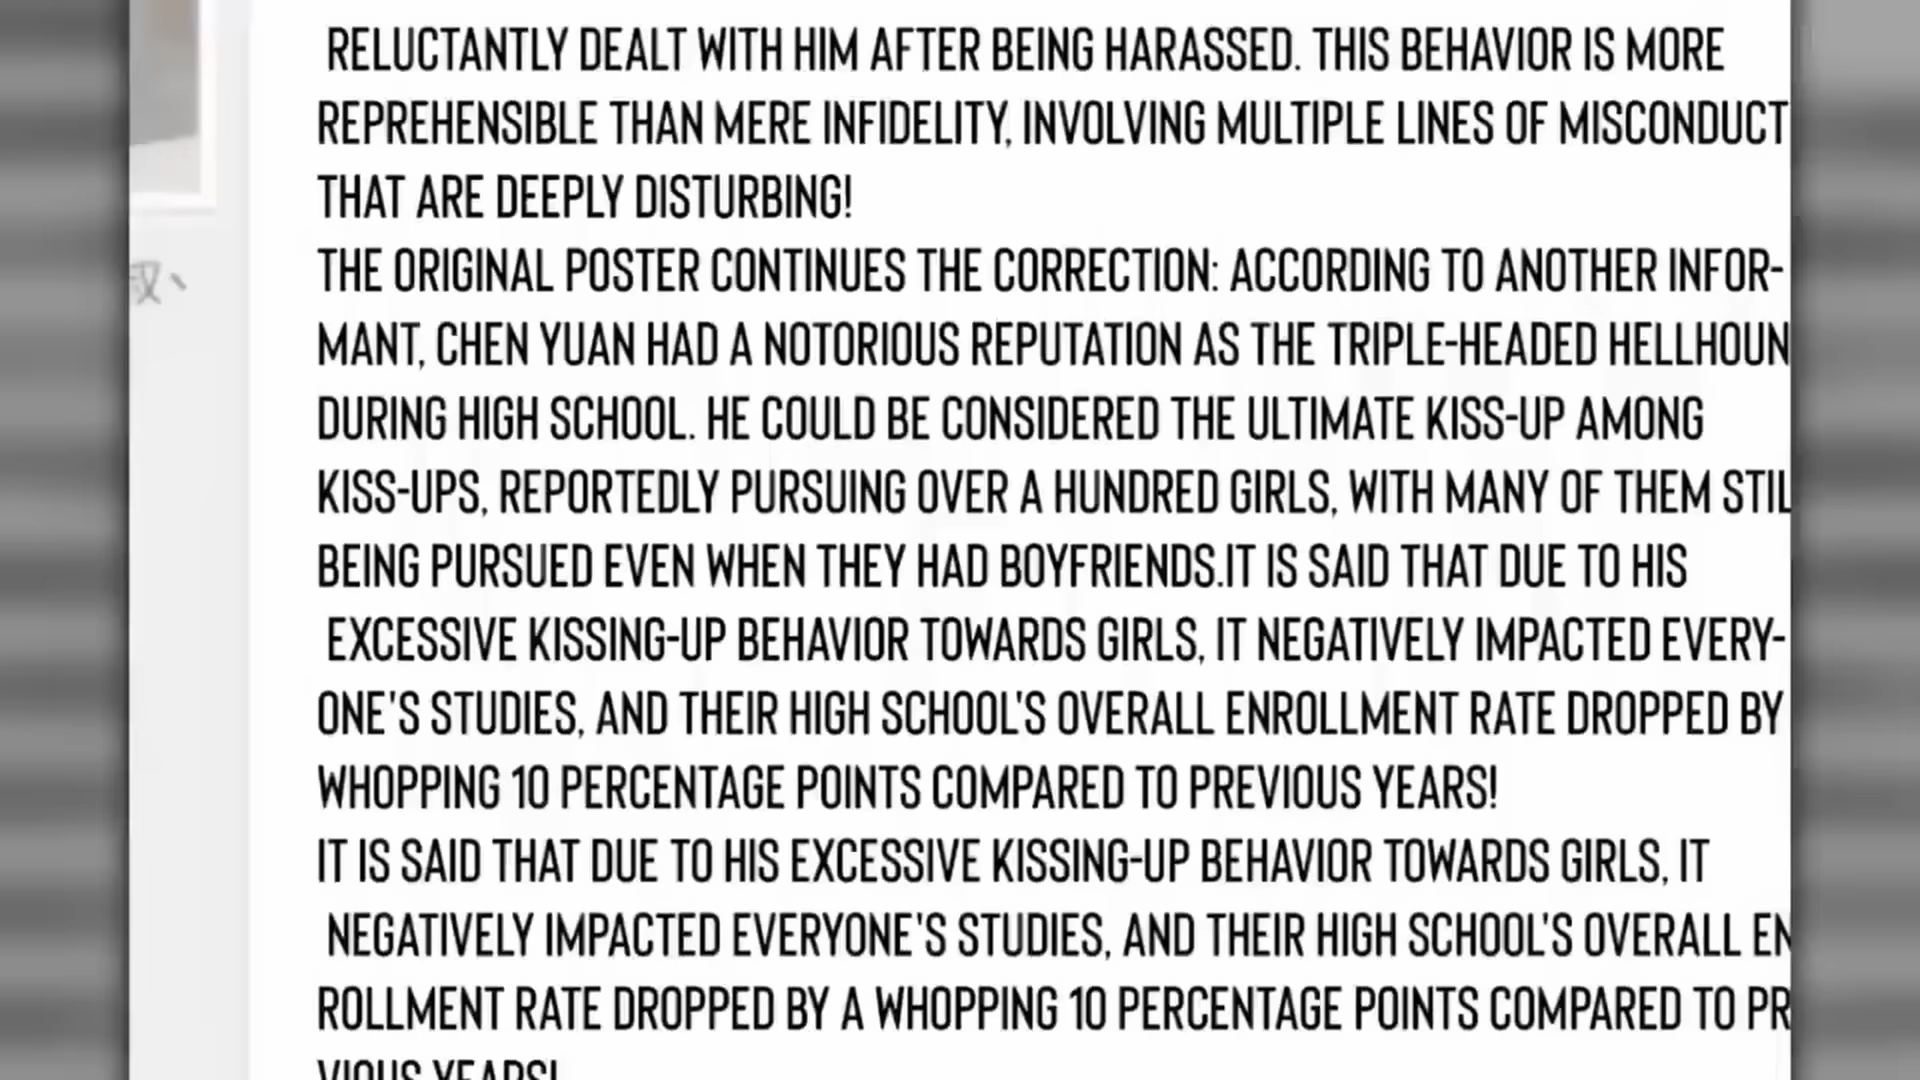 RELUCTANTLY DEALT WITH HIM AFTER BEING HARASSED. THIS BEHAVIOR IS MORE
REPREHENSIBLE THAN MERE INFIDELITY, INVOLVING MULTIPLE LINES OF MISCONDUCT
THAT ARE DEEPLY DISTURBING!
THE ORIGINAL POSTER CONTINUES THE CORRECTION: ACCORDING TO ANOTHER INFOR-
MANT, CHEN YUAN HAD A NOTORIOUS REPUTATION AS THE TRIPLE-HEADED HELLHOUN
DURING HIGH SCHOOL. HE COULD BE CONSIDERED THE ULTIMATE KISS-UP AMONG
KISS-UPS, REPORTEDLY PURSUING OVER A HUNDRED GIRLS, WITH MANY OF THEM STIL
BEING PURSUED EVEN WHEN THEY HAD BOYFRIENDS.IT IS SAID THAT DUE TO HIS
EXCESSIVE KISSING-UP BEHAVIOR TOWARDS GIRLS, IT NEGATIVELY IMPACTED EVERY-
ONE'S STUDIES, AND THEIR HIGH SCHOOL'S OVERALL ENROLLMENT RATE DROPPED BY
WHOPPING 10 PERCENTAGE POINTS COMPARED TO PREVIOUS YEARS!
IT IS SAID THAT DUE TO HIS EXCESSIVE KISSING-UP BEHAVIOR TOWARDS GIRLS, IT
NEGATIVELY IMPACTED EVERYONE'S STUDIES, AND THEIR HIGH SCHOOL'S OVERALL EN
ROLLMENT RATE DROPPED BY A WHOPPING 10 PERCENTAGE POINTS COMPARED TO PR
VIOUS YEARS!